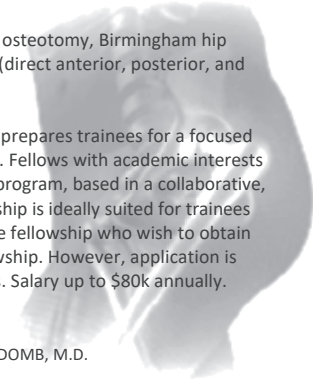 osteotomy, Birmingham hip
(direct anterior, posterior, and
prepares trainees for a focused
. Fellows with academic interests
program, based in a collaborative,
ship is ideally suited for trainees
e fellowship who wish to obtain
wship. However, application is
s. Salary up to $80k annually.
DOMB, M.D.